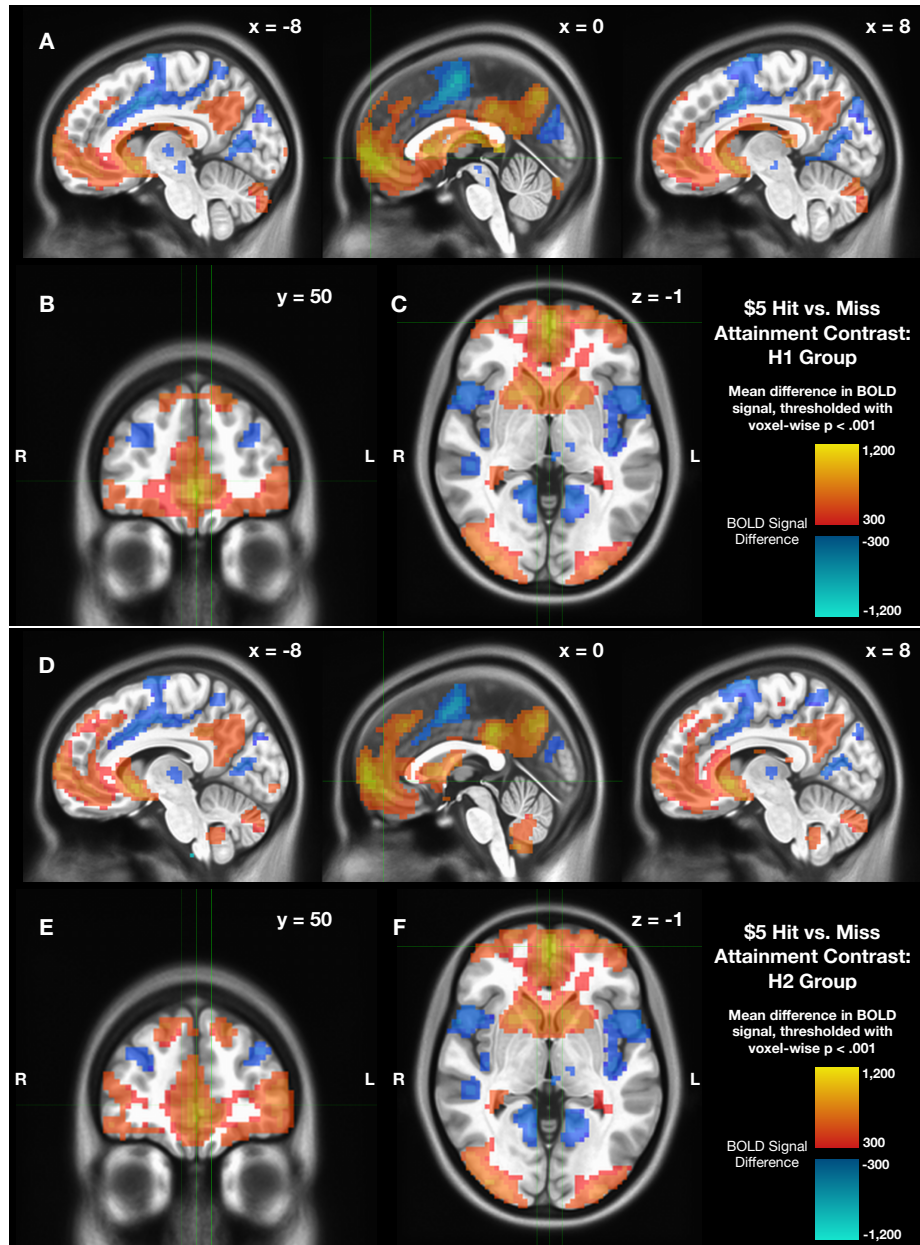 A
x = -8
x = 0
x = 8
B
y = 50
C
z = -1
R
L
R
L
$5 Hit vs. Miss
Attainment Contrast:
H1 Group
Mean difference in BOLD
signal, thresholded with
voxel-wise p < .001
1,200
BOLD Signal
Difference
300
-300
-1,200
D
x = -8
x = 0
x = 8
E
y = 50
F
z = -1
R
L
R
L
$5 Hit vs. Miss
Attainment Contrast:
H2 Group
Mean difference in BOLD
signal, thresholded with
voxel-wise p < .001
1,200
BOLD Signal
Difference
300
-300
-1,200